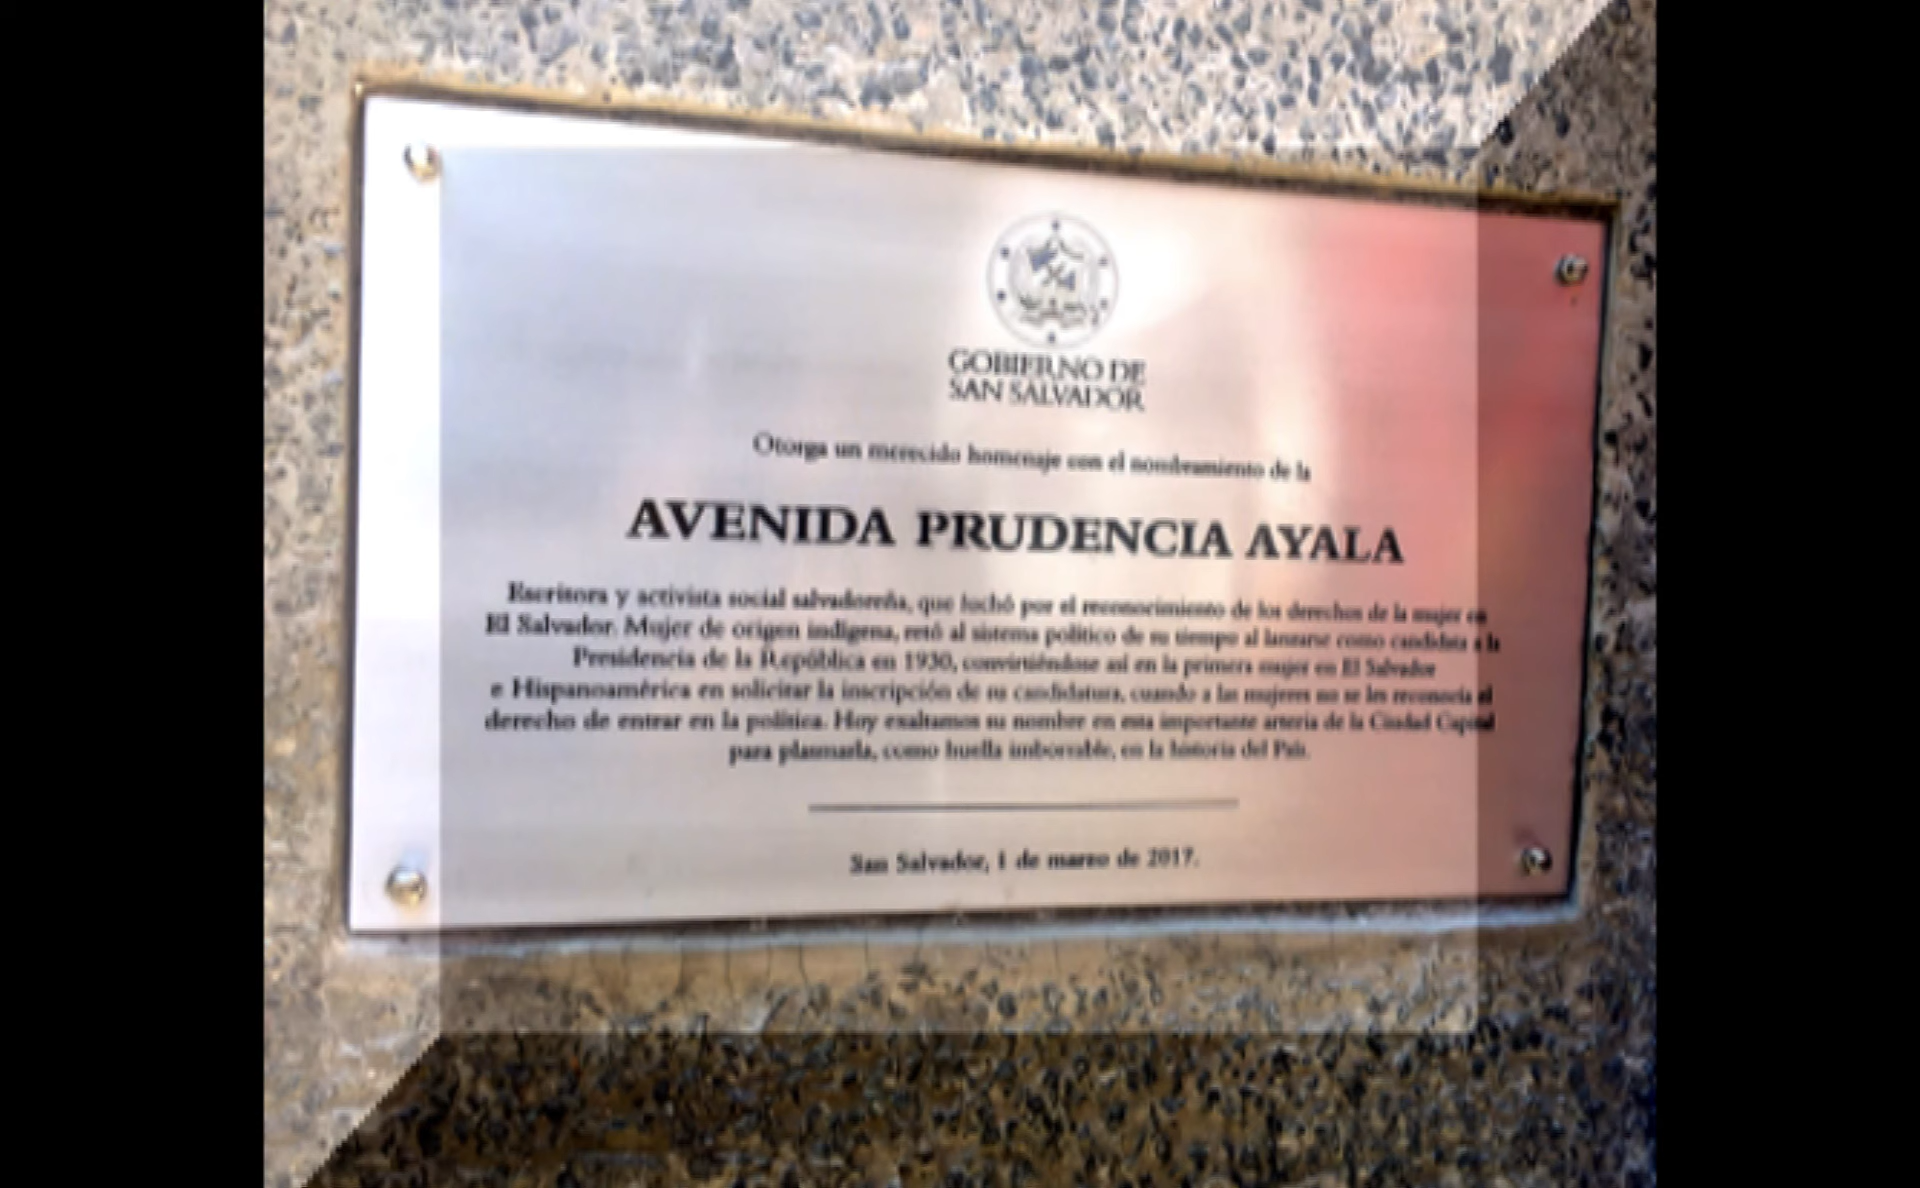 GOBIERNO DE
SAN SALVADOR
Otorga un merecido homenaje con el nombramiento de la
AVENIDA PRUDENCIA AYALA
Escritora y activista social salvadoreña, que luchó por el reconocimiento de los derechos de la mujer en
El Salvador. Mujer de origen indígena, retó al sistema político de su tiempo al lanzarse como candidata a la
Presidencia de la República en 1930, convirtiéndose así en la primera mujer en El Salvador
e Hispanoamérica en solicitar la inscripción de su candidatura, cuando a las mujeres no se les reconocía el
derecho de entrar en la política. Hoy exaltamos su nombre en esta importante arteria de la Ciudad Capital
para plasmarla, como huella imborrable, en la historia del País.
San Salvador, 1 de marzo de 2017.